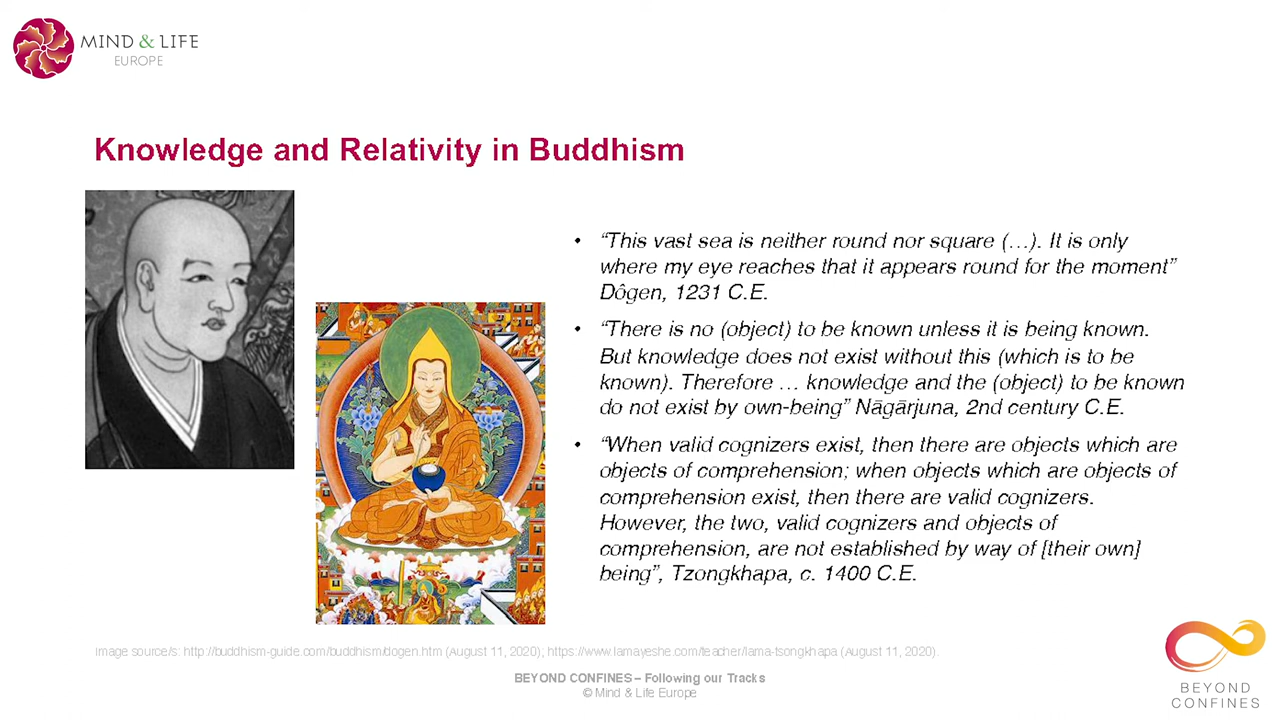 MIND & LIFE
EUROPE
Knowledge and Relativity in Buddhism
• “This vast sea is neither round nor square (…). It is only
where my eye reaches that it appears round for the moment”
Dôgen, 1231 C.E.
• “There is no (object) to be known unless it is being known.
But knowledge does not exist without this (which is to be
known). Therefore … knowledge and the (object) to be known
do not exist by own-being” Nāgārjuna, 2nd century C.E.
• “When valid cognizers exist, then there are objects which are
objects of comprehension; when objects which are objects of
comprehension exist, then there are valid cognizers.
However, the two, valid cognizers and objects of
comprehension, are not established by way of [their own]
being”, Tzongkhapa, c. 1400 C.E.
image source/s: http://buddhism-guide.com/buddhism/dogen.htm (August 11, 2020); https://www.lamayeshe.com/teacher/lama-tsongkhapa (August 11, 2020).
BEYOND CONFINES – Following our Tracks
© Mind & Life Europe
BEYOND
CONFINES